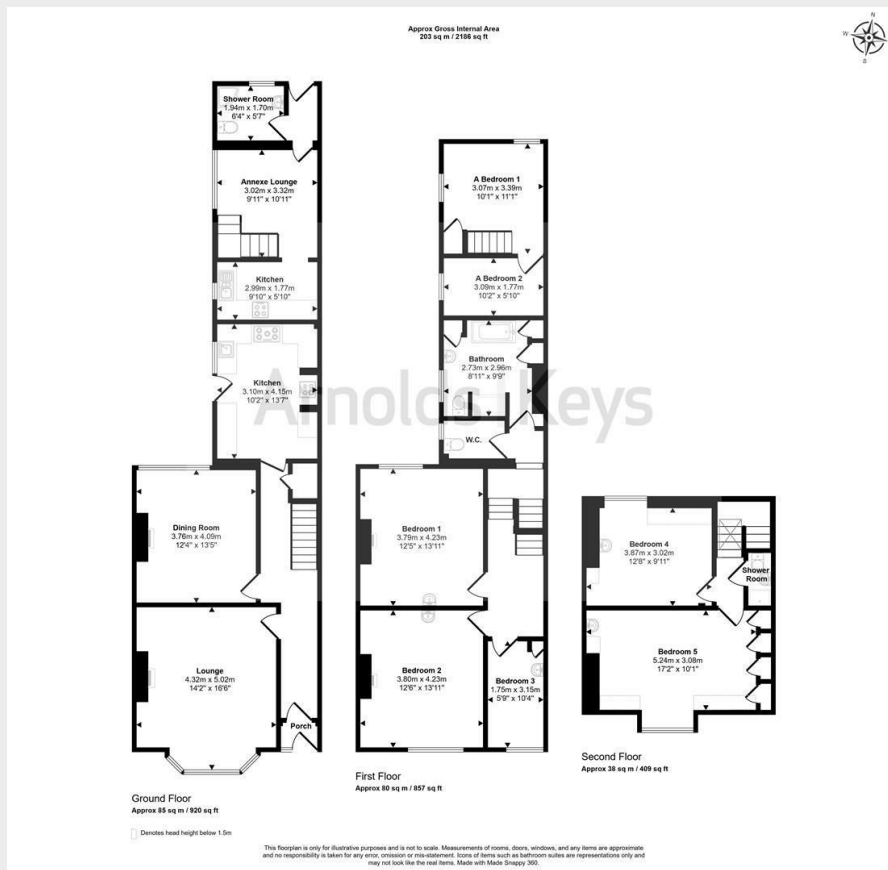 Approx Gross Internal Area
203 sq m / 2186 sq ft
N
W
S
Shower Room
1.94m x 1.70m
6'4" x 5'7"
Annexe Lounge
3.02m x 3.32m
9'11" x 10'11"
Kitchen
2.99m x 1.77m
9'10" x 5'10"
Kitchen
3.10m x 4.15m
10'2" x 13'7"
Dining Room
3.76m x 4.09m
12'4" x 13'5"
Lounge
4.32m x 5.02m
14'2" x 16'6"
Porch
Ground Floor
Approx 85 sq m / 920 sq ft
Denotes head height below 1.5m
A Bedroom 1
3.07m x 3.39m
10'1" x 11'1"
A Bedroom 2
3.09m x 1.77m
10'2" x 5'10"
Bathroom
2.73m x 2.96m
8'11" x 9'9"
W.C.
Bedroom 1
3.79m x 4.23m
12'5" x 13'11"
Bedroom 2
3.80m x 4.23m
12'6" x 13'11"
Bedroom 3
1.75m x 3.15m
5'9" x 10'4"
First Floor
Approx 80 sq m / 857 sq ft
Bedroom 4
3.87m x 3.02m
12'8" x 9'11"
Shower
Room
Bedroom 5
5.24m x 3.08m
17'2" x 10'1"
Second Floor
Approx 38 sq m / 409 sq ft
Arnolds Keys
This floorplan is only for illustrative purposes and is not to scale. Measurements of rooms, doors, windows, and any items are approximate
and no responsibility is taken for any error, omission or mis-statement. Icons of items such as bathroom suites are representations only and
may not look like the real items. Made with Made Snappy 360.